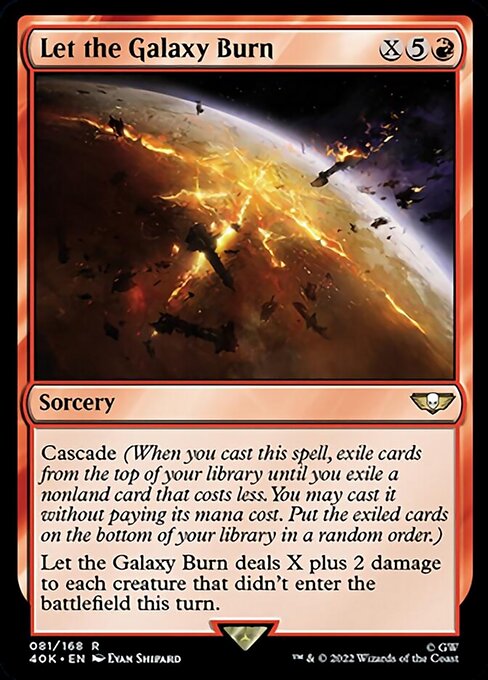 Let the Galaxy Burn X5
Sorcery
Cascade (When you cast this spell, exile cards
from the top of your library until you exile a
nonland card that costs less. You may cast it
without paying its mana cost. Put the exiled cards
on the bottom of your library in a random order.)
Let the Galaxy Burn deals X plus 2 damage
to each creature that didn't enter the
battlefield this turn.
081/168 R
40K • EN Evan Shipard
© GW
™ & © 2022 Wizards of the Coast